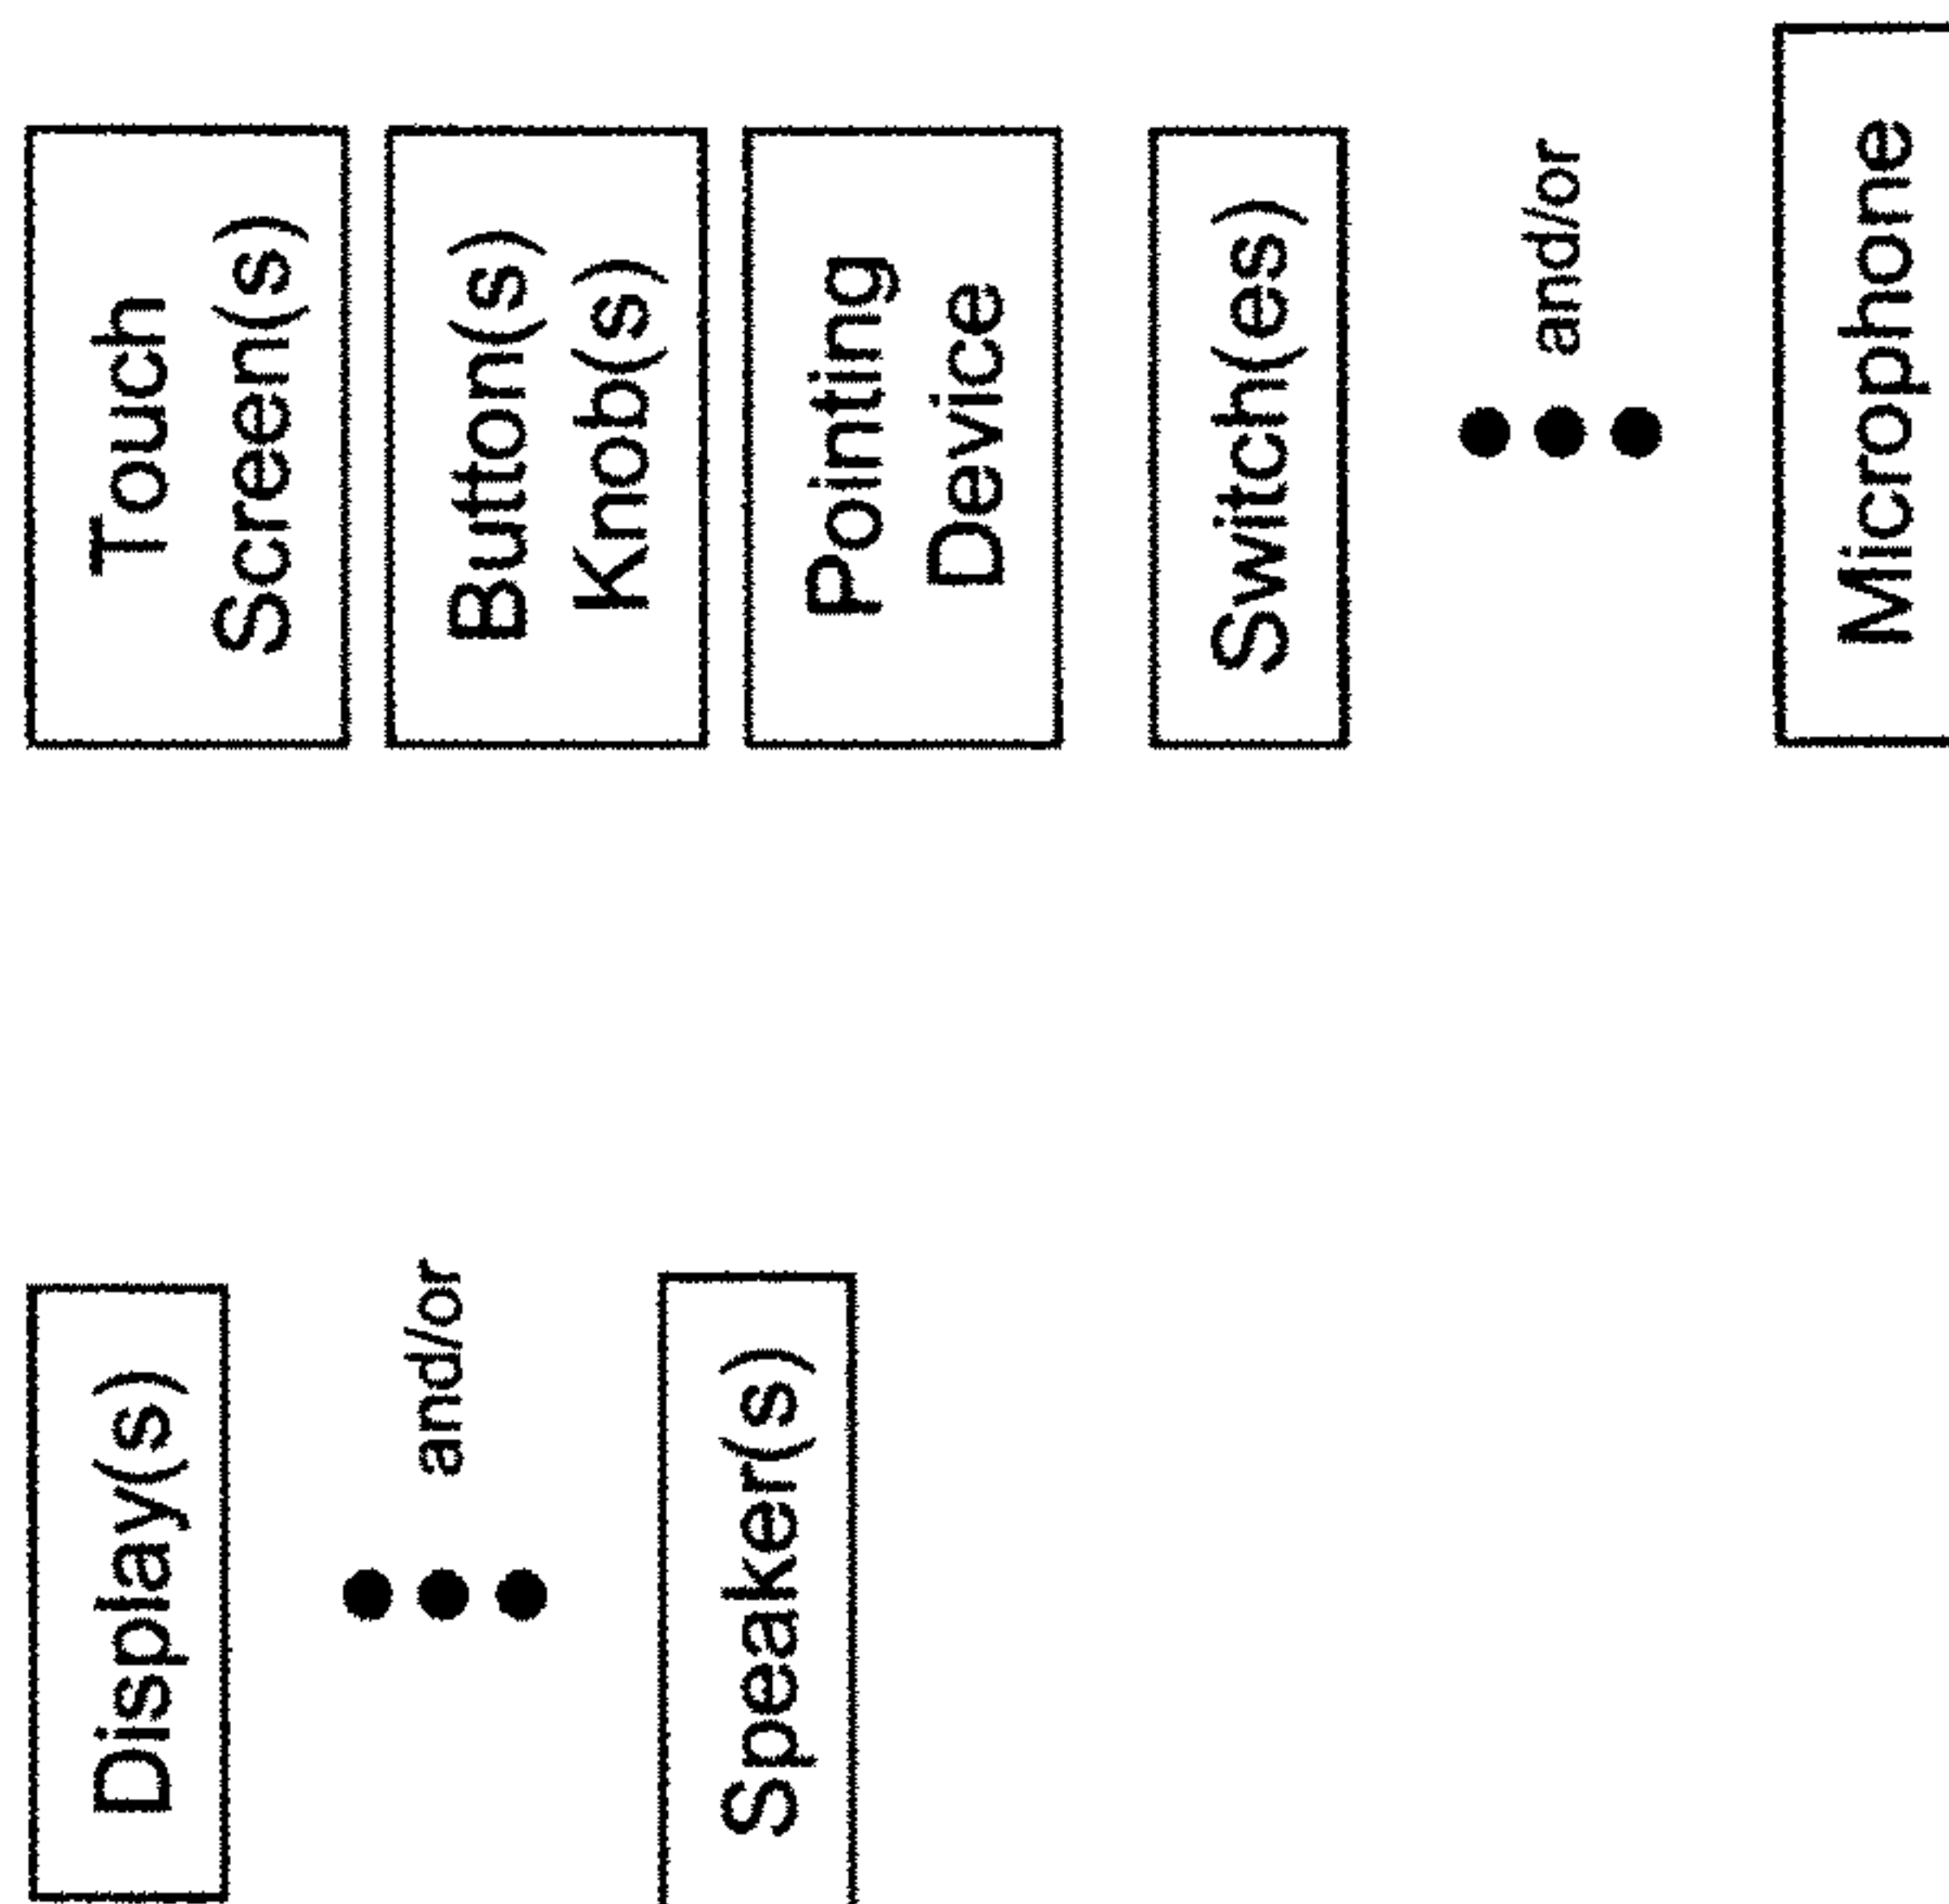 Display(s)
and/or
Speaker(s)
Touch
Screen(s)
Button(s)
Knob(s)
Pointing
Device
Switch(es)
and/or
Microphone